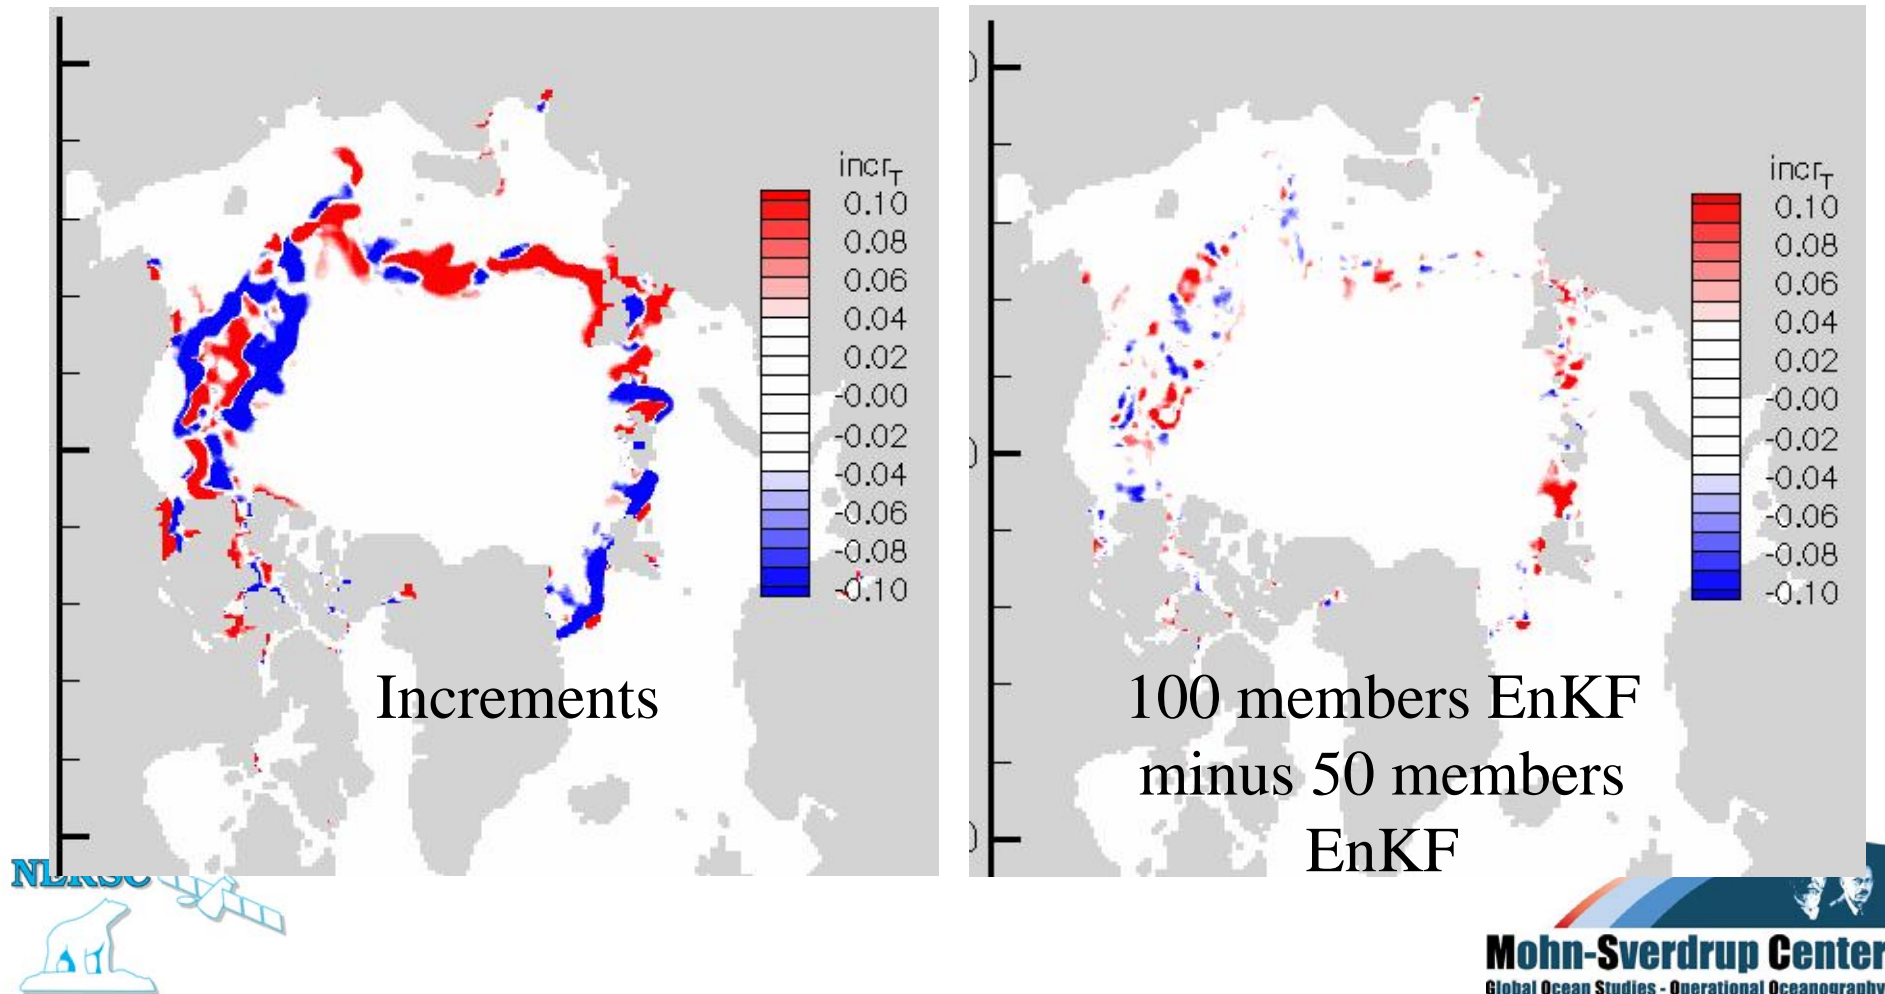 incrT
0.10
0.08
0.06
0.04
0.02
-0.00
-0.02
-0.04
-0.06
-0.08
-0.10
Increments
incrT
0.10
0.08
0.06
0.04
0.02
-0.00
-0.02
-0.04
-0.06
-0.08
-0.10
100 members EnKF
minus 50 members
EnKF
NERSC
Mohn-Sverdrup Center
Global Ocean Studies - Operational Oceanography